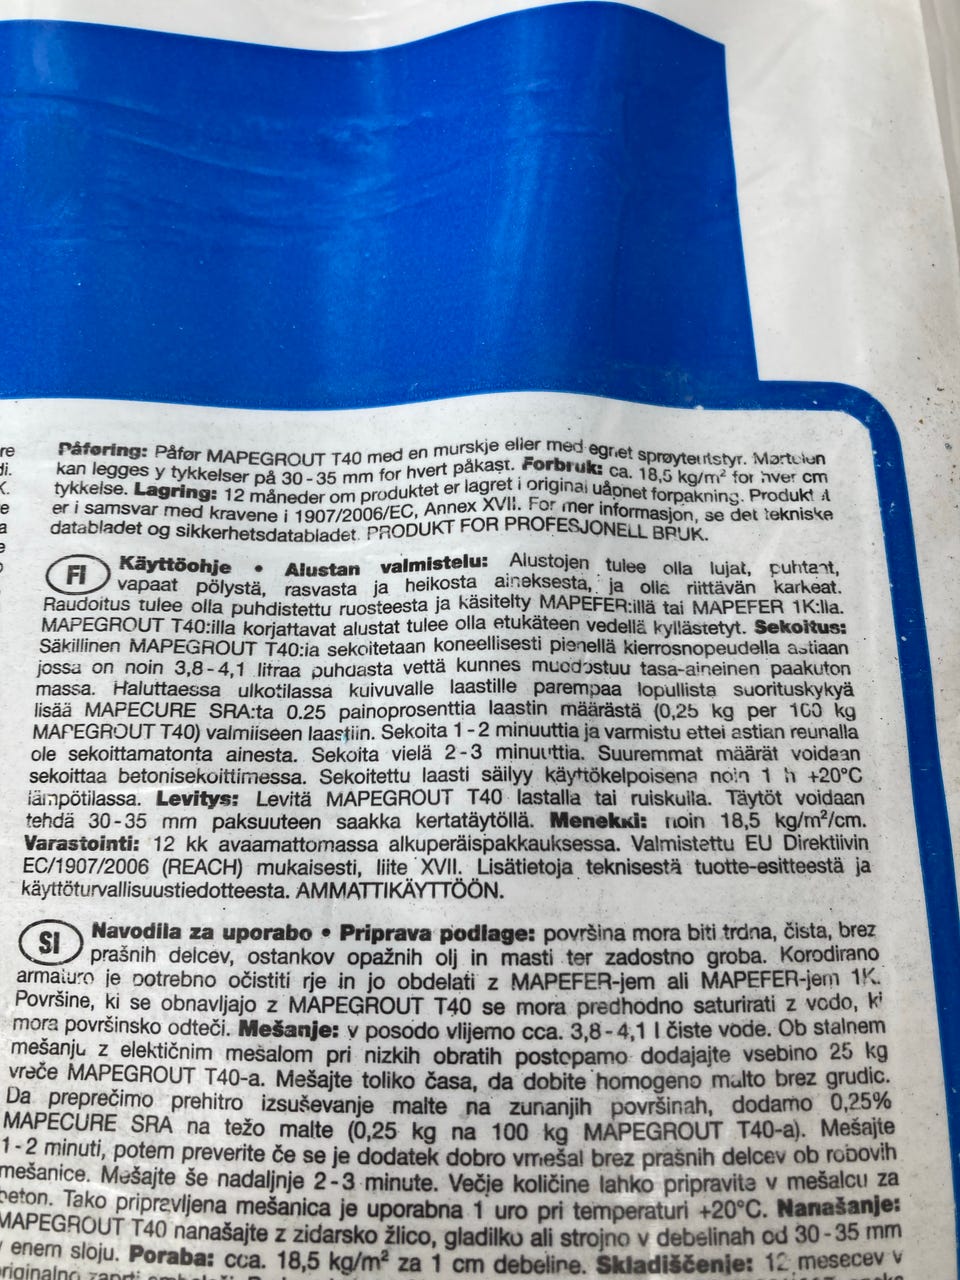 Påføring: Påfør MAPEGROUT T40 med en murskje eller med egnet sprøyteutstyr. Mørtelen
kan legges y tykkelser på 30-35 mm for hvert påkast. Forbruk: ca. 18,5 kg/m² for hver cm
tykkelse. Lagring: 12 måneder om produktet er lagret i original uåpnet forpakning. Produkt
er i samsvar med kravene i 1907/2006/EC, Annex XVII. For mer informasjon, se det tekniske
databladet og sikkerhetsdatabladet. PRODUKT FOR PROFESJONELL BRUK.
FI Käyttöohje • Alustan valmistelu: Alustojen tulee olla lujat, puhtaat,
vapaat pölystä, rasvasta ja heikosta aineksesta, ja olla riittävän karkeat.
Raudoitus tulee olla puhdistettu ruosteesta ja käsitelty MAPEFER:illä tai MAPEFER 1K:lla.
MAPEGROUT T40:illa korjattavat alustat tulee olla etukäteen vedellä kyllästetyt. Sekoitus:
Säkillinen MAPEGROUT T40:ia sekoitetaan koneellisesti pienellä kierrosnopeudella astiaan
jossa on noin 3,8-4,1 litraa puhdasta vettä kunnes muodostuu tasa-aineinen paakuton
massa. Haluttaessa ulkotilassa kuivuvalle laastille parempaa lopullista suorituskykyä
lisää MAPECURE SRA:ta 0.25 painoprosenttia laastin määrästä (0,25 kg per 100 kg
MAPEGROUT T40) valmiiseen laastiin. Sekoita 1-2 minuuttia ja varmistu ettei astian reunalla
ole sekoittamatonta ainesta. Sekoita vielä 2-3 minuuttia. Suuremmat määrät voidaan
sekoittaa betonisekoittimessa. Sekoitettu laasti säilyy käyttökelpoisena noin 1 h +20°C
lämpötilassa. Levitys: Levitä MAPEGROUT T40 lastalla tai ruiskulla. Täytöt voidaan
tehdä 30-35 mm paksuuteen saakka kertatäytöllä. Menekki: noin 18,5 kg/m²/cm.
Varastointi: 12 kk avaamattomassa alkuperäispakkauksessa. Valmistettu EU Direktiivin
EC/1907/2006 (REACH) mukaisesti, liite XVII. Lisätietoja teknisestä tuotte-esitteestä ja
käyttöturvallisuustiedotteesta. AMMATTIKÄYTTÖÖN.
SI Navodila za uporabo • Priprava podlage: površina mora biti trdna, čista, brez
prašnih delcev, ostankov opažnih olj in masti ter zadostno groba. Korodirano
armaturo je potrebno očistiti rje in jo obdelati z MAPEFER-jem ali MAPEFER-jem 1K.
Površine, ki se obnavljajo z MAPEGROUT T40 se mora predhodno saturirati z vodo, ki
mora površinsko odteči. Mešanje: v posodo vlijemo cca. 3,8-4,1 l čiste vode. Ob stalnem
mešanju z elektičnim mešalom pri nizkih obratih postopamo dodajajte vsebino 25 kg
vreče MAPEGROUT T40-a. Mešajte toliko časa, da dobite homogeno malto brez grudic.
Da preprečimo prehitro izsuševanje malte na zunanjih površinah, dodamo 0,25%
MAPECURE SRA na težo malte (0,25 kg na 100 kg MAPEGROUT T40-a). Mešajte
1-2 minuti, potem preverite če se je dodatek dobro vmešal brez prašnih delcev ob robovih
mešanice. Mešajte še nadaljnje 2-3 minute. Večje količine lahko pripravite v mešalcu za
beton. Tako pripravljena mešanica je uporabna 1 uro pri temperaturi +20°C. Nanašanje:
MAPEGROUT T40 nanašajte z zidarsko žlico, gladilko ali strojno v debelinah od 30-35 mm
v enem sloju. Poraba: cca. 18,5 kg/m² za 1 cm debeline. Skladiščenje: 12 mesecev v